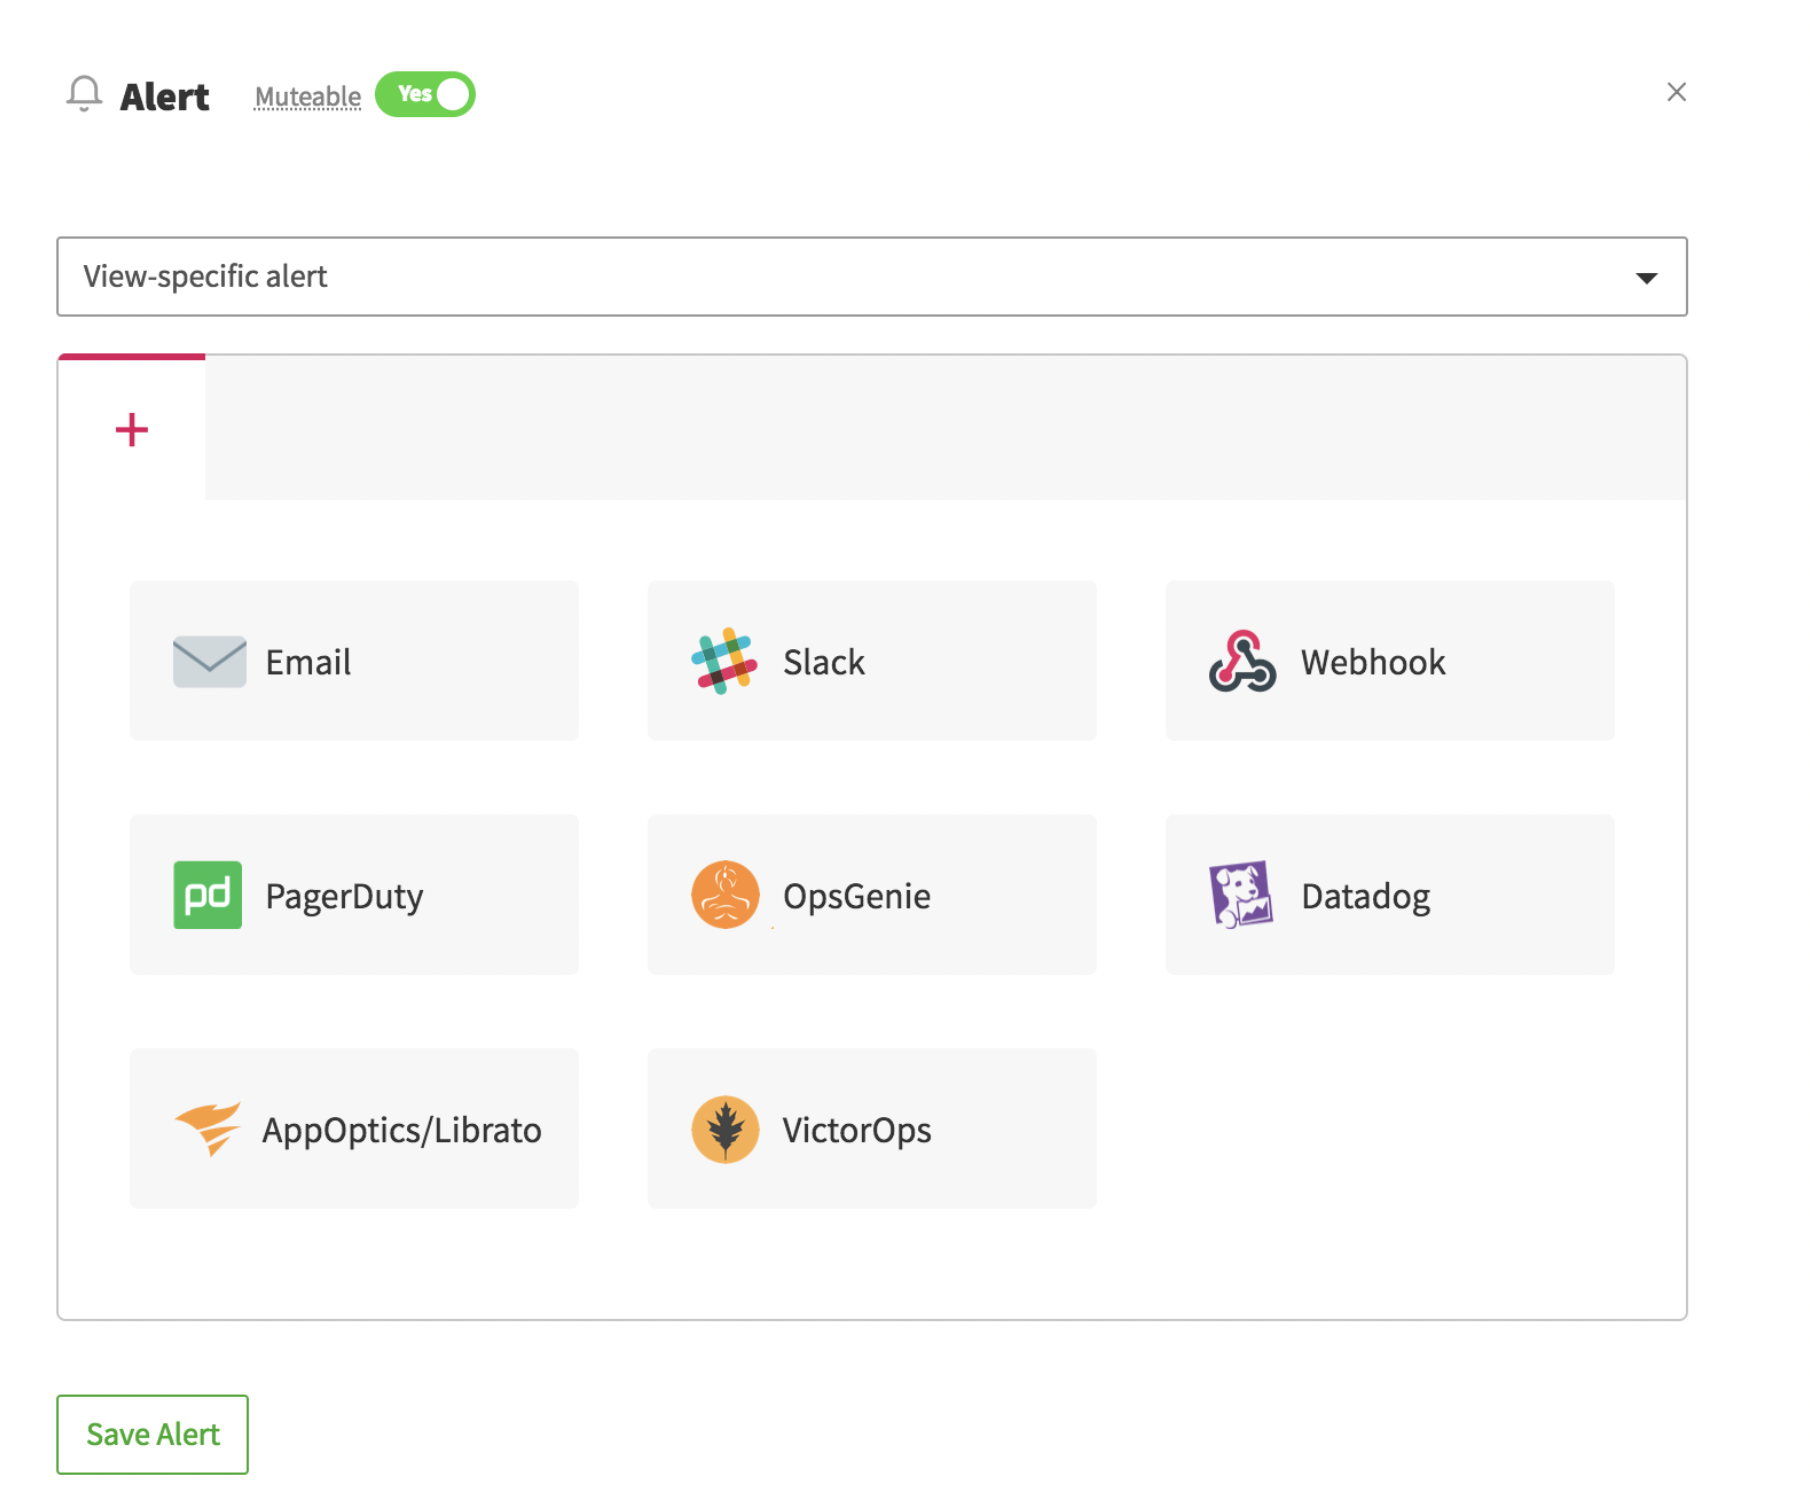 Alert Muteable Yes
View-specific alert
+
Email Slack Webhook
pd PagerDuty OpsGenie Datadog
AppOptics/Librato VictorOps
Save Alert